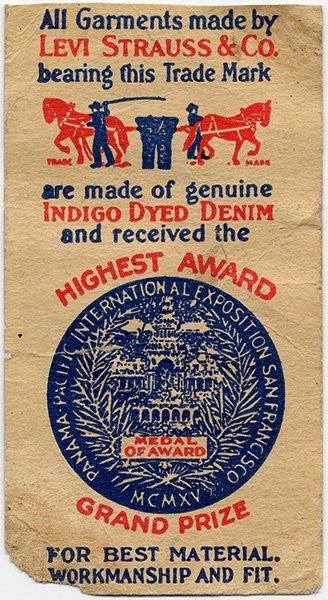 All Garments made by
LEVI STRAUSS & CO.
bearing this Trade Mark
TRADE MARK
are made of genuine
INDIGO DYED DENIM
and received the
HIGHEST AWARD
PANAMA-PACIFIC INTERNATIONAL EXPOSITION SAN FRANCISCO
MEDAL
OF AWARD
MCMXV
GRAND PRIZE
FOR BEST MATERIAL.
WORKMANSHIP AND FIT.